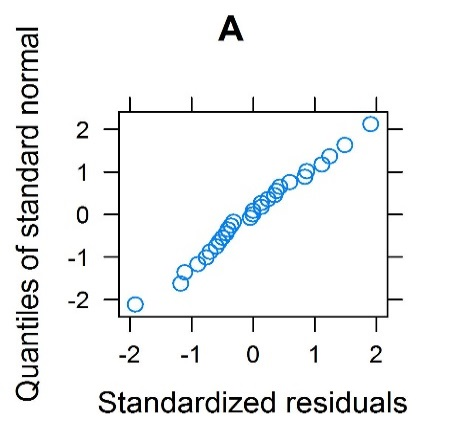 A
Quantiles of standard normal
2
1
0
-1
-2
-2 -1 0 1 2
Standardized residuals